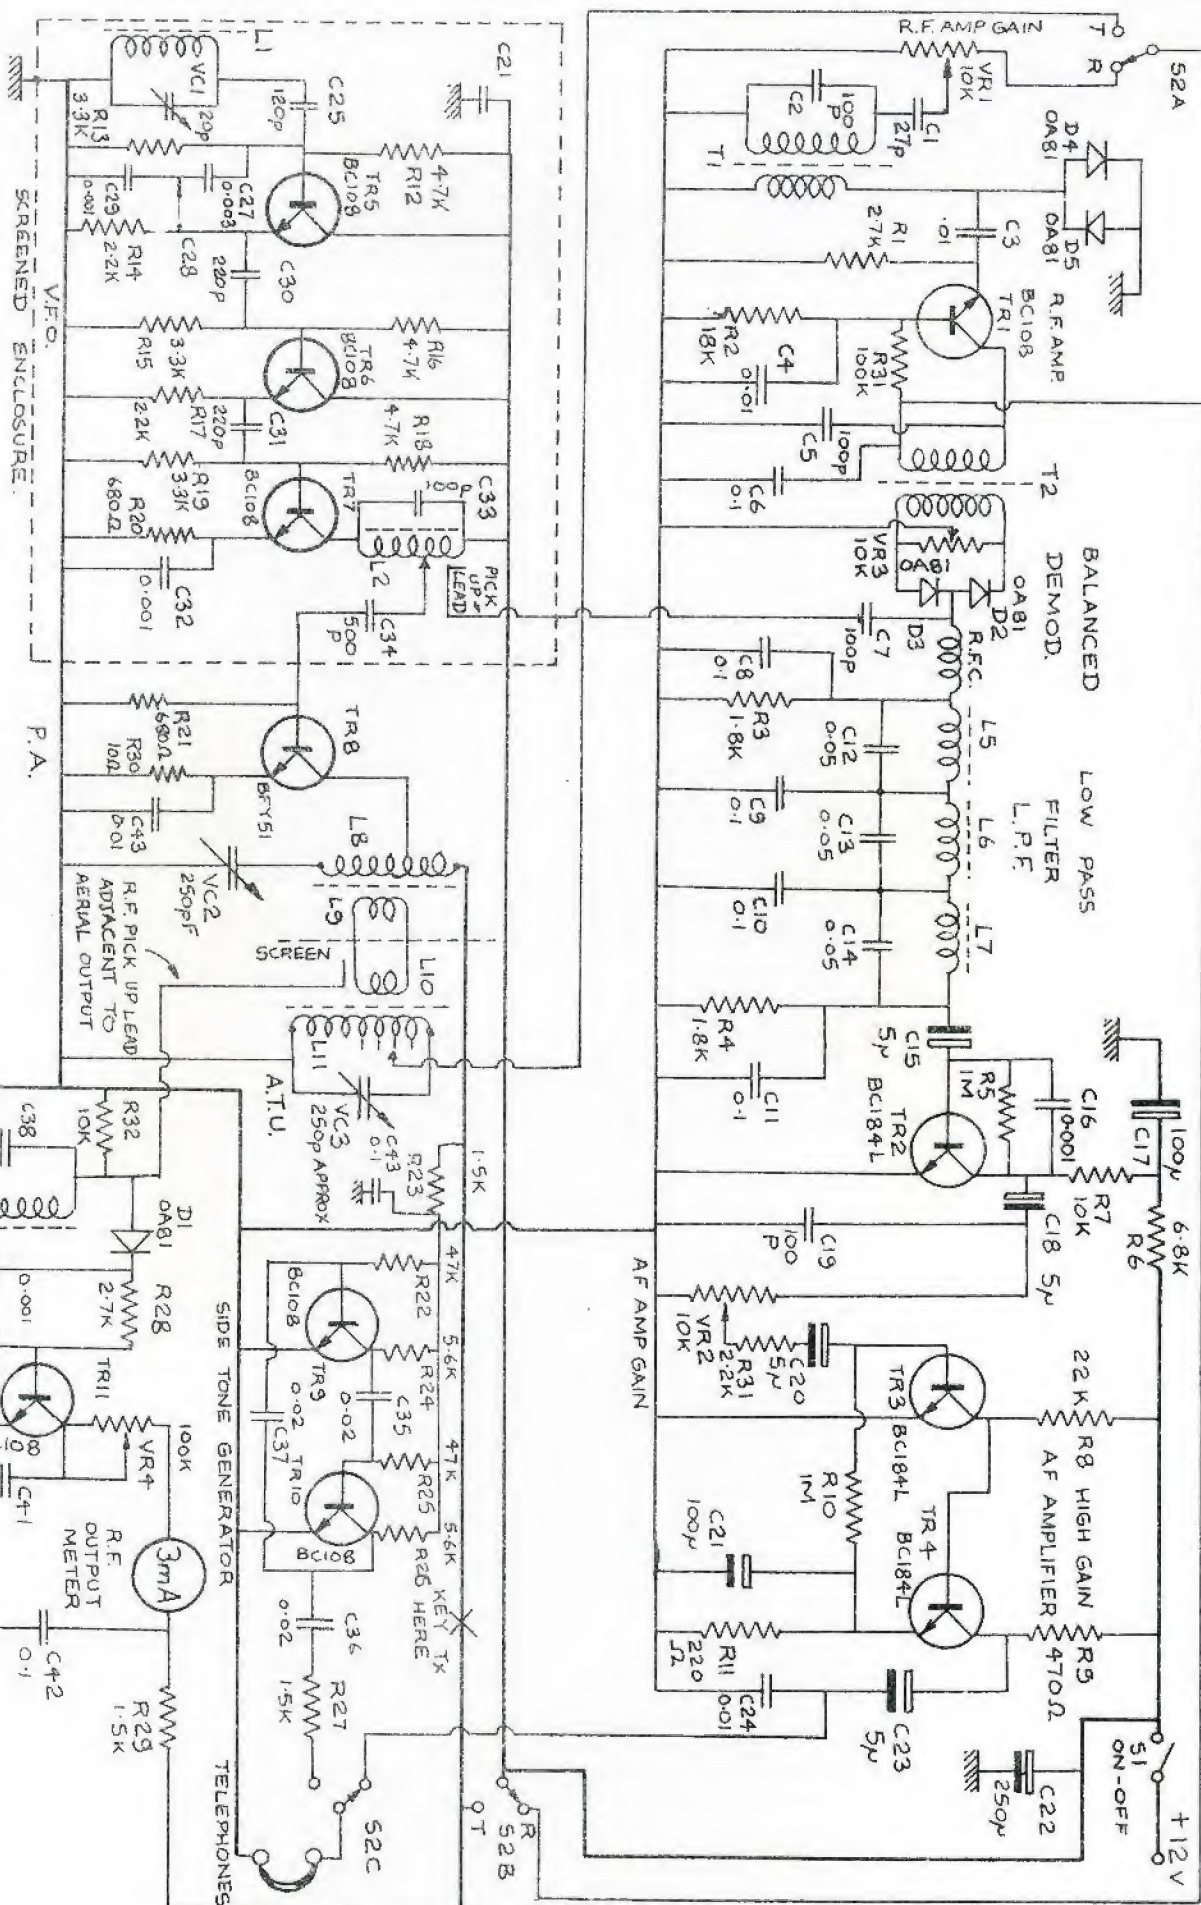 R.F. AMP GAIN
T
R
S2A
VR1
10K
C1
27p
C2
100
P
T1
D4
OA81
D5
OA81
C3
.01
R1
2.7K
R.F. AMP.
TR1
BC108
R2
18K
C4
0.01
R31
100K
C5
100p
C6
0.1
T2
VR3
10K
OA81
D3
D2
OA81
BALANCED
DEMOD.
C7
100p
R.F.C.
C8
0.1
R3
1.8K
C12
0.05
L5
C9
0.1
C13
0.05
L6
LOW PASS
FILTER
L.P.F.
C10
0.1
C14
0.05
L7
R4
1.8K
C11
0.1
C15
5μ
R5
1M
TR2
BC184L
C16
0.001
C17
100μ
R7
10K
R6
6.8K
C18 5μ
C19
100
P
AF AMP GAIN
VR2
10K
R31
2.2K
C20
5μ
TR3
BC184L
R10
1M
22K
R8
HIGH GAIN
AF AMPLIFIER
TR4
BC184L
C21
100μ
R11
220
Ω
R9
470Ω
C24
0.01
C23
5μ
C22
250μ
S1
ON-OFF
+12V
L1
VC1
20p
R13
3.3K
C25
120p
C21
R12
4.7K
TR5
BC108
C27
0.003
C29
0.001
C28
R14
2.2K
C30
220p
R15
3.3K
R16
4.7K
TR6
BC108
R17
2.2K
C31
220p
R18
4.7K
R19
3.3K
TR7
BC108
R20
680Ω
C32
0.001
C33
L2
PICK
UP
LEAD
C34
500
P
V.F.O.
SCREENED ENCLOSURE.
P.A.
R21
680Ω
R30
10Ω
TR8
BFY51
C43
0.01
VC2
250pF
L8
L9
SCREEN
L10
L11
A.T.U.
VC3
250p APPROX
R.F. PICK UP LEAD
ADJACENT TO
AERIAL OUTPUT
C43
0.1
R23
1.5K
R32
10K
C38
D1
OA81
R28
2.7K
0.001
TR11
VR4
100K
C41
R.F.
OUTPUT
METER
3mA
C42
0.1
R29
1.5K
SIDE TONE GENERATOR
47K
R22
BC108
TR9
5.6K
R24
C35
0.02
C37
0.02
47K
R25
TR10
BC108
5.6K
R26
KEY TX
HERE
C36
0.02
R27
1.5K
S2C
S2B
R
T
TELEPHONES